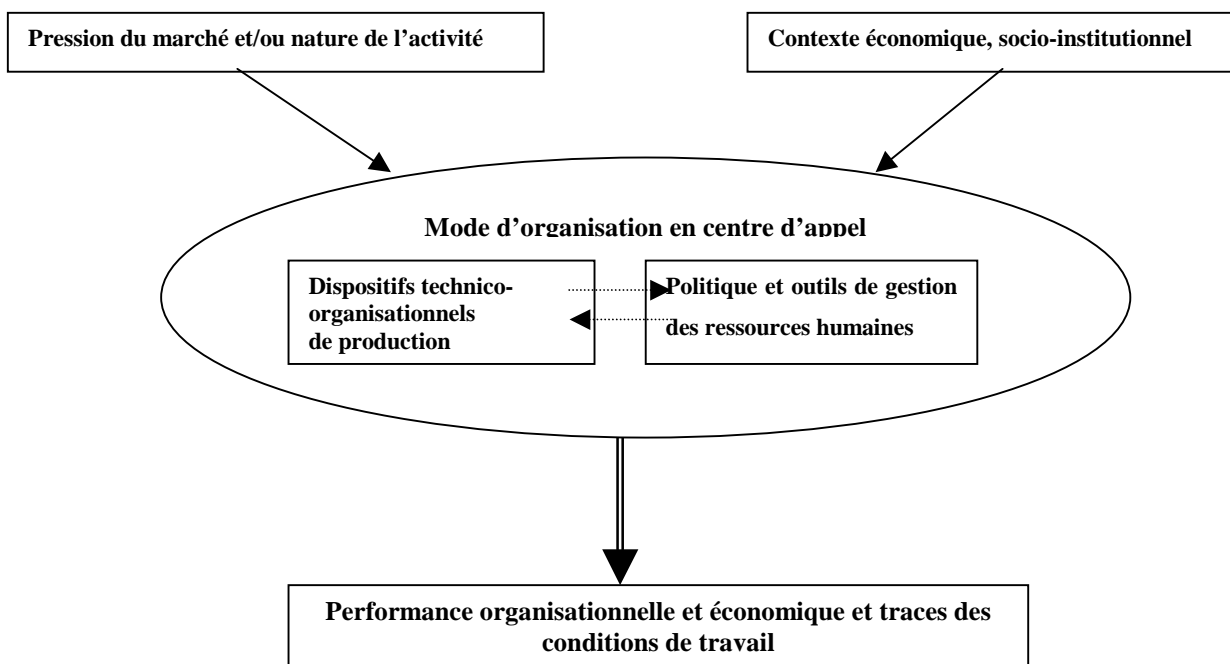 Pression du marché et/ou nature de l’activité
Contexte économique, socio-institutionnel
Mode d’organisation en centre d’appel
Dispositifs technico-
organisationnels
de production
Politique et outils de gestion
des ressources humaines
Performance organisationnelle et économique et traces des
conditions de travail